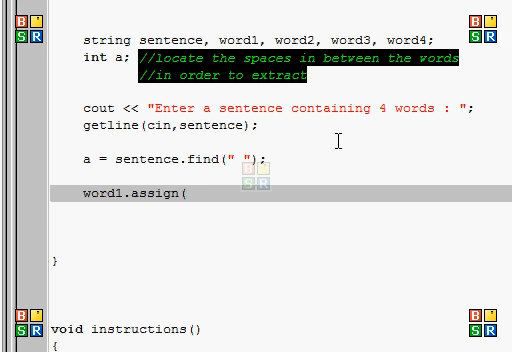 B '
S R
B '
S R
string sentence, word1, word2, word3, word4;
int a; //locate the spaces in between the words
//in order to extract
cout << "Enter a sentence containing 4 words : ";
getline(cin,sentence);
a = sentence.find(" ");
B '
S R
word1.assign(
}
B '
S R
B '
S R
void instructions()
{